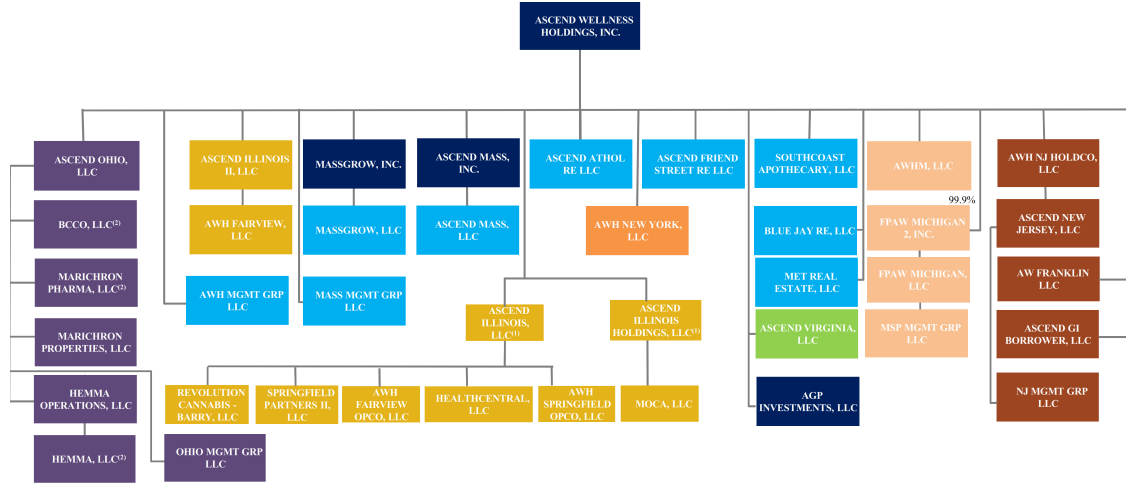 ASCEND WELLNESS
HOLDINGS, INC.
ASCEND OHIO,
LLC
ASCEND ILLINOIS
II, LLC
MASSGROW, INC.
ASCEND MASS,
INC.
ASCEND ATHOL
RE LLC
ASCEND FRIEND
STREET RE LLC
SOUTHCOAST
APOTHECARY, LLC
AWHM, LLC
AWH NJ HOLDCO,
LLC
99.9%
BCCO, LLC(2)
AWH FAIRVIEW,
LLC
MASSGROW, LLC
ASCEND MASS,
LLC
AWH NEW YORK,
LLC
BLUE JAY RE, LLC
FPAW MICHIGAN
2, INC.
ASCEND NEW
JERSEY, LLC
MARICHRON
PHARMA, LLC(2)
AWH MGMT GRP
LLC
MASS MGMT GRP
LLC
MET REAL
ESTATE, LLC
FPAW MICHIGAN,
LLC
AW FRANKLIN
LLC
MARICHRON
PROPERTIES, LLC
ASCEND
ILLINOIS,
LLC(1)
ASCEND
ILLINOIS
HOLDINGS, LLC(1)
ASCEND VIRGINIA,
LLC
MSP MGMT GRP
LLC
ASCEND GI
BORROWER, LLC
HEMMA
OPERATIONS, LLC
REVOLUTION
CANNABIS -
BARRY, LLC
SPRINGFIELD
PARTNERS II,
LLC
AWH
FAIRVIEW
OPCO, LLC
HEALTHCENTRAL,
LLC
AWH
SPRINGFIELD
OPCO, LLC
MOCA, LLC
AGP
INVESTMENTS, LLC
NJ MGMT GRP
LLC
HEMMA, LLC(2)
OHIO MGMT GRP
LLC